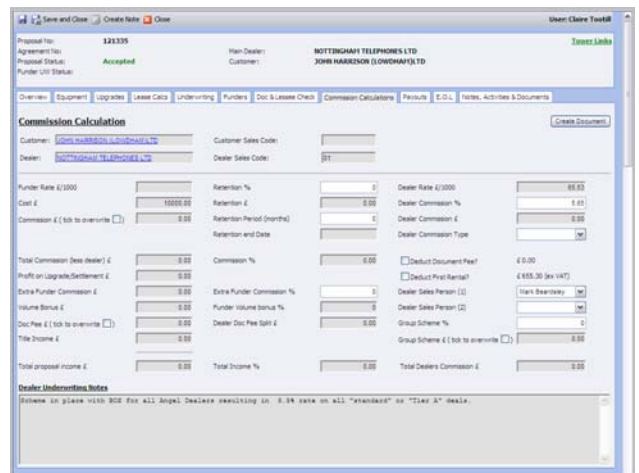 Save and Close Create Note Close User: Claire Tootill
Proposal No: 121335 Tower Links
Agreement No: Main Dealer: NOTTINGHAM TELEPHONES LTD
Proposal Status: Accepted Customer: JOHN HARRISON (LOWDHAM)LTD
Funder U/W Status:
Overview Equipment Upgrades Lease Calcs Underwriting Funders Doc & Lessee Check Commission Calculations Payouts E.O.L Notes, Activities & Documents
Commission Calculation Create Document
Customer: JOHN HARRISON (LOWDHAM)LTD Customer Sales Code:
Dealer: NOTTINGHAM TELEPHONES LTD Dealer Sales Code: 01
Funder Rate £/1000 Retention % 0 Dealer Rate £/1000 65.53
Cost £ 10000.00 Retention £ 0.00 Dealer Commission % 5.65
Commission £ ( tick to overwrite ) 0.00 Retention Period (months) 0 Dealer Commission £ 0.00
Retention end Date Dealer Commission Type
Total Commission (less dealer) £ 0.00 Commission % 0.00 Deduct Document Fee? £ 0.00
Profit on Upgrade/Settlement £ 0.00 Deduct First Rental? £ 655.30 (ex VAT)
Extra Funder Commission £ 0.00 Extra Funder Commission % 0 Dealer Sales Person (1) Mark Beardsley
Volume Bonus £ 0.00 Funder Volume bonus % 0 Dealer Sales Person (2)
Doc Fee £ ( tick to overwrite ) 0.00 Dealer Doc Fee Split £ 0.00 Group Scheme % 0
Title Income £ 0.00 Group Scheme £ ( tick to overwrite ) 0.00
Total proposal income £ 0.00 Total Income % 0.00 Total Dealers Commission £ 0.00
Dealer Underwriting Notes
Scheme in place with BOS for all Angel Dealers resulting in rate on all "standard" or "Tier A" deals.